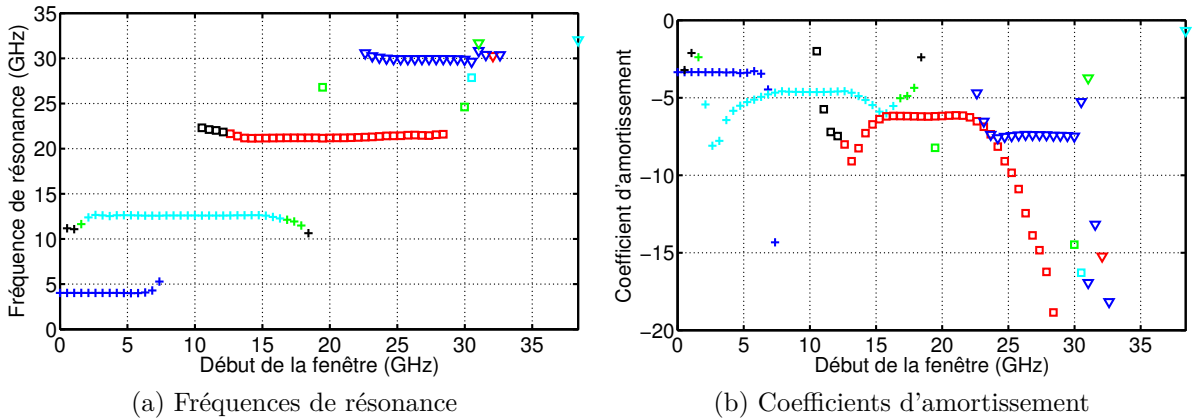 35
30
25
20
15
10
5
0
Fréquence de résonance (GHz)
0 5 10 15 20 25 30 35
Début de la fenêtre (GHz)
(a) Fréquences de résonance
0
−5
−10
−15
−20
Coefficient d'amortissement
0 5 10 15 20 25 30 35
Début de la fenêtre (GHz)
(b) Coefficients d'amortissement